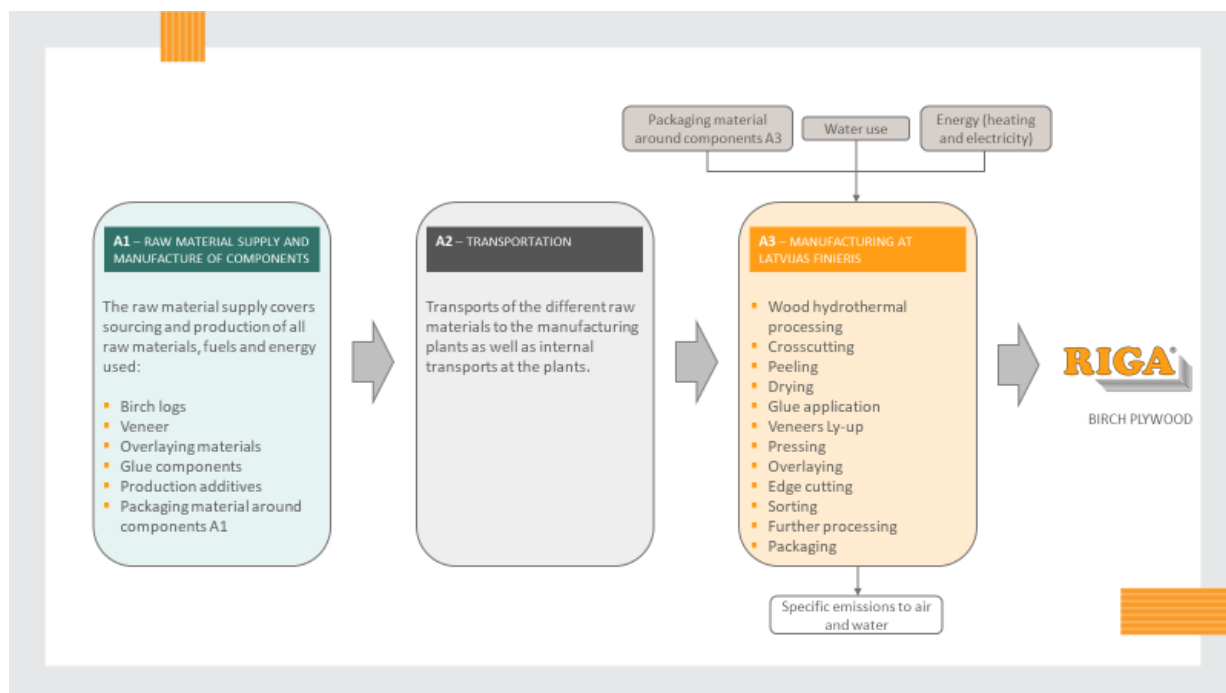 Packaging material
around components A3
Water use
Energy (heating
and electricity)
A1 – RAW MATERIAL SUPPLY AND
MANUFACTURE OF COMPONENTS
The raw material supply covers
sourcing and production of all
raw materials, fuels and energy
used:
▪ Birch logs
▪ Veneer
▪ Overlaying materials
▪ Glue components
▪ Production additives
▪ Packaging material around
components A1
A2 – TRANSPORTATION
Transports of the different raw
materials to the manufacturing
plants as well as internal
transports at the plants.
A3 – MANUFACTURING AT
LATVIJAS FINIERIS
▪ Wood hydrothermal
processing
▪ Crosscutting
▪ Peeling
▪ Drying
▪ Glue application
▪ Veneers Ly-up
▪ Pressing
▪ Overlaying
▪ Edge cutting
▪ Sorting
▪ Further processing
▪ Packaging
RIGA®
BIRCH PLYWOOD
Specific emissions to air
and water